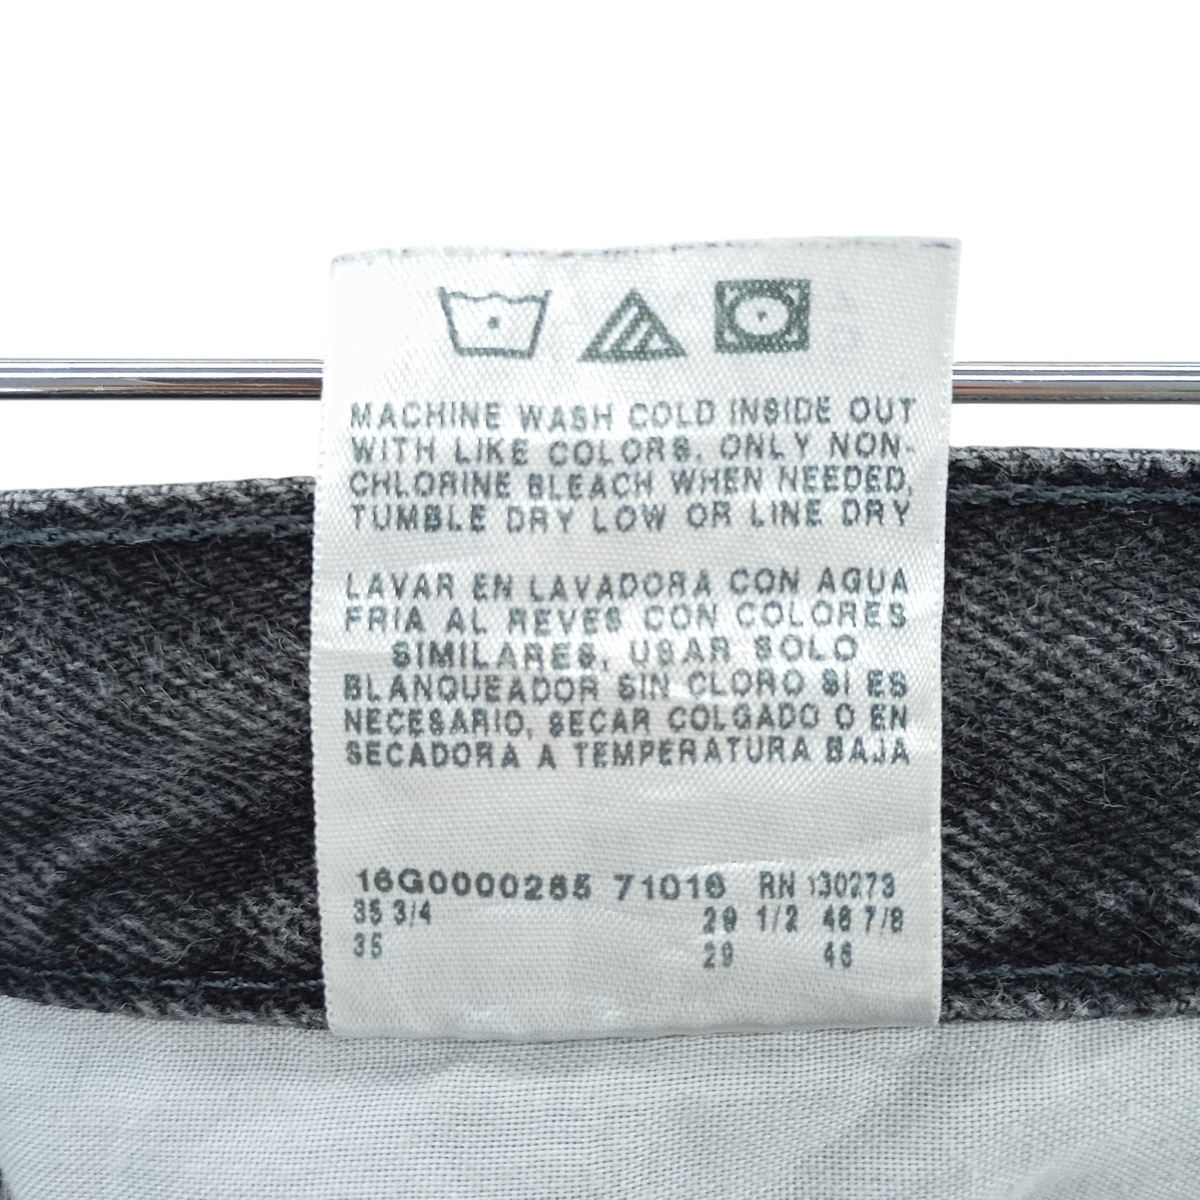 MACHINE WASH COLD INSIDE OUT
WITH LIKE COLORS. ONLY NON-
CHLORINE BLEACH WHEN NEEDED,
TUMBLE DRY LOW OR LINE DRY
LAVAR EN LAVADORA CON AGUA
FRIA AL REVES CON COLORES
SIMILARES, USAR SOLO
BLANQUEADOR SIN CLORO SI ES
NECESARIO, SECAR COLGADO O EN
SECADORA A TEMPERATURA BAJA
16G0000265 71016 RN 130273
35 3/4 29 1/2 46 7/8
35 29 46